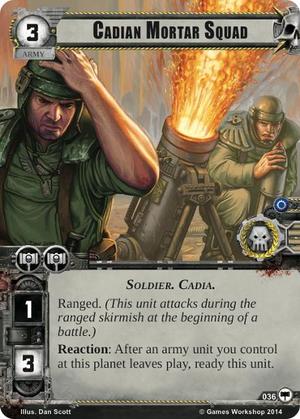 3
ARMY
CADIAN MORTAR SQUAD
SOLDIER. CADIA.
1
Ranged. (This unit attacks during the
ranged skirmish at the beginning of a
battle.)
3
Reaction: After an army unit you control
at this planet leaves play, ready this unit.
036
Illus. Dan Scott
© Games Workshop 2014